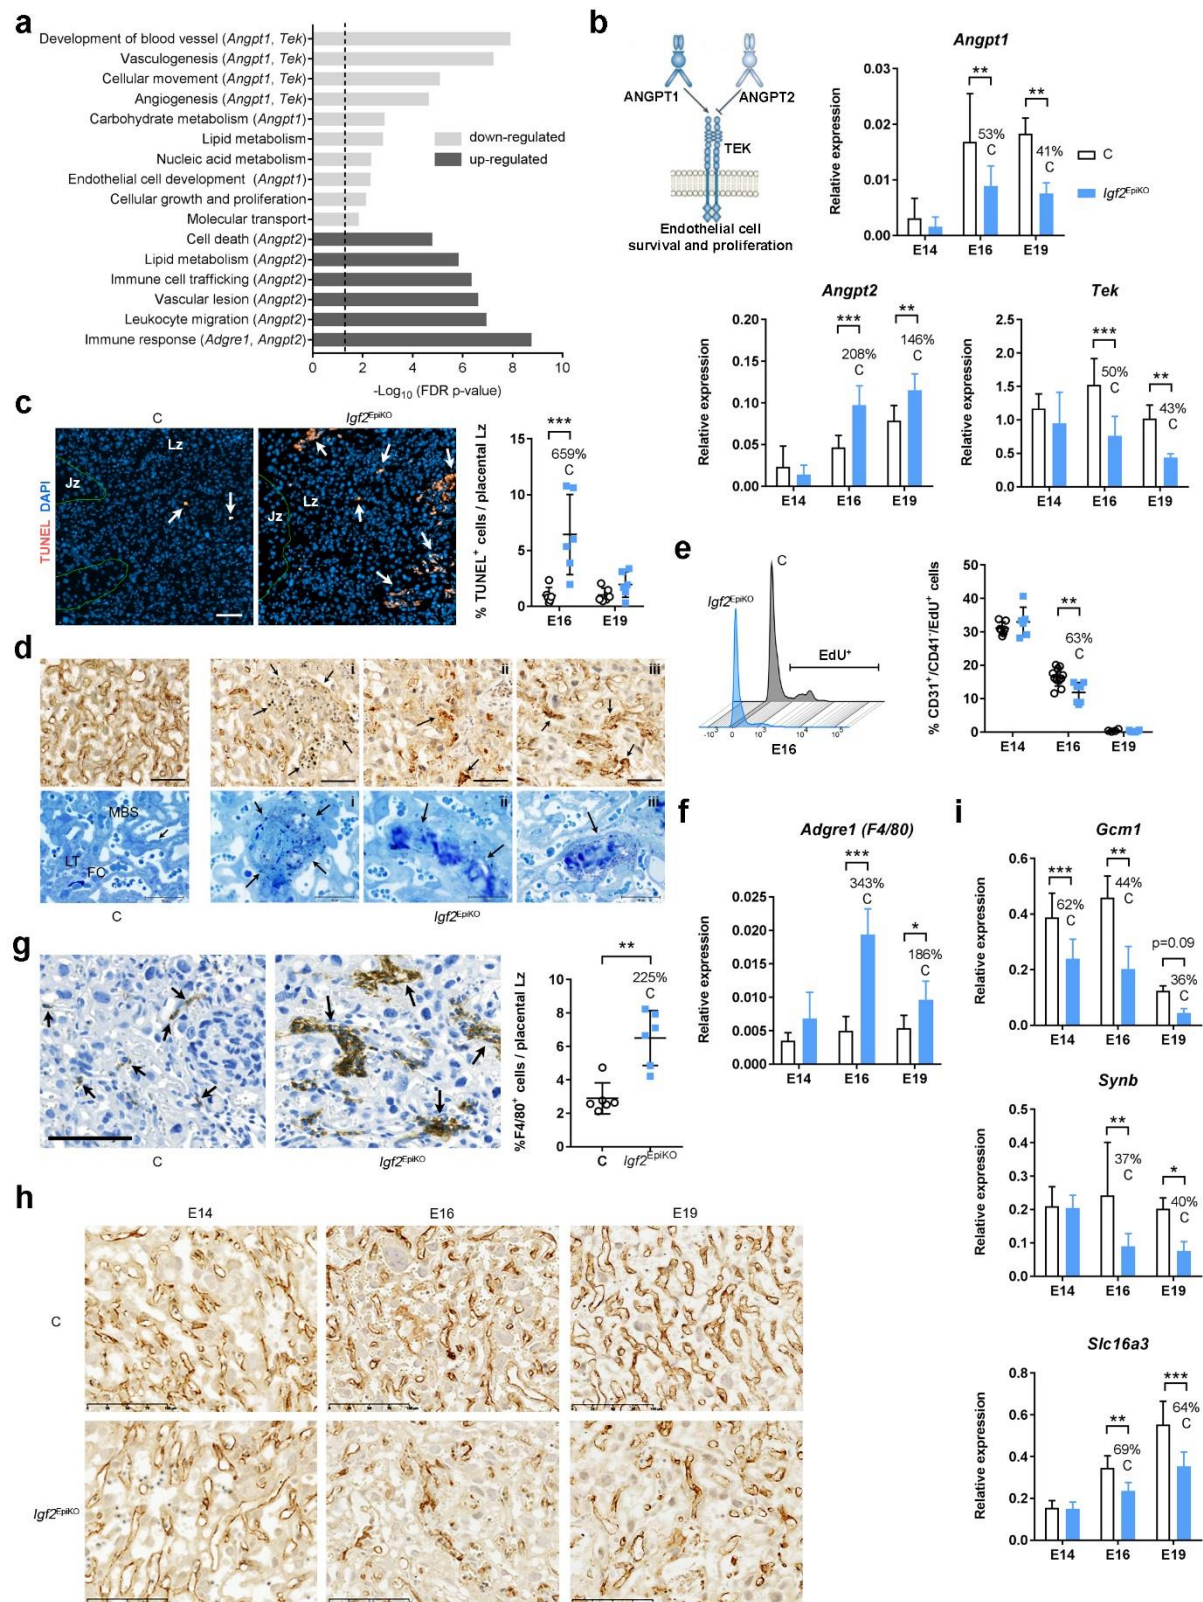 a
Development of blood vessel (Angpt1, Tek)
Vasculogenesis (Angpt1, Tek)
Cellular movement (Angpt1, Tek)
Angiogenesis (Angpt1, Tek)
Carbohydrate metabolism (Angpt1)
Lipid metabolism
Nucleic acid metabolism
Endothelial cell development (Angpt1)
Cellular growth and proliferation
Molecular transport
Cell death (Angpt2)
Lipid metabolism (Angpt2)
Immune cell trafficking (Angpt2)
Vascular lesion (Angpt2)
Leukocyte migration (Angpt2)
Immune response (Adgre1, Angpt2)
down-regulated
up-regulated
0 2 4 6 8 10
-Log10 (FDR p-value)
b
ANGPT1
ANGPT2
TEK
Endothelial cell
survival and proliferation
Angpt1
Relative expression
0.03
0.02
0.01
0.00
**
53%
C
**
41%
C
E14 E16 E19
C
Igf2EpiKO
Angpt2
Relative expression
0.20
0.15
0.10
0.05
0.00
***
208%
C
**
146%
C
E14 E16 E19
Tek
Relative expression
2.5
2.0
1.5
1.0
0.5
0.0
***
50%
C
**
43%
C
E14 E16 E19
c
C
Igf2EpiKO
TUNEL DAPI
Lz
Jz
Lz
Jz
% TUNEL+ cells / placental Lz
15
10
5
0
***
659%
C
E16 E19
d
i
ii
iii
MBS
LT
FC
i
ii
iii
C
Igf2EpiKO
e
C
Igf2EpiKO
EdU+
-10^3 0 10^3 10^4 10^5
E16
% CD31+/CD41-/EdU+ cells
50
40
30
20
10
0
**
63%
C
E14 E16 E19
f
Adgre1 (F4/80)
Relative expression
0.025
0.020
0.015
0.010
0.005
0.000
***
343%
C
*
186%
C
E14 E16 E19
g
C
Igf2EpiKO
%F4/80+ cells / placental Lz
10
8
6
4
2
0
**
225%
C
C Igf2EpiKO
h
E14 E16 E19
C
Igf2EpiKO
i
Gcm1
Relative expression
0.6
0.4
0.2
0.0
***
62%
C
**
44%
C
p=0.09
36%
C
E14 E16 E19
Synb
Relative expression
0.5
0.4
0.3
0.2
0.1
0.0
**
37%
C
*
40%
C
E14 E16 E19
Slc16a3
Relative expression
0.8
0.6
0.4
0.2
0.0
**
69%
C
***
64%
C
E14 E16 E19